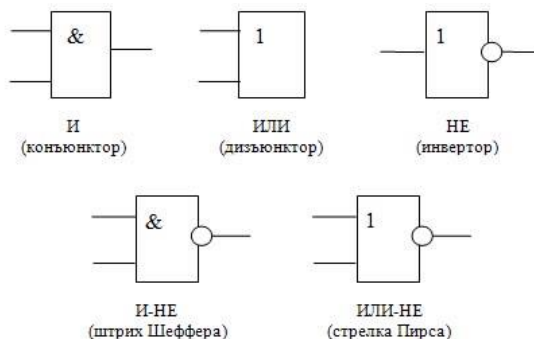 &
1
1
И
(конъюнктор)
ИЛИ
(дизъюнктор)
НЕ
(инвертор)
&
1
И-НЕ
(штрих Шеффера)
ИЛИ-НЕ
(стрелка Пирса)